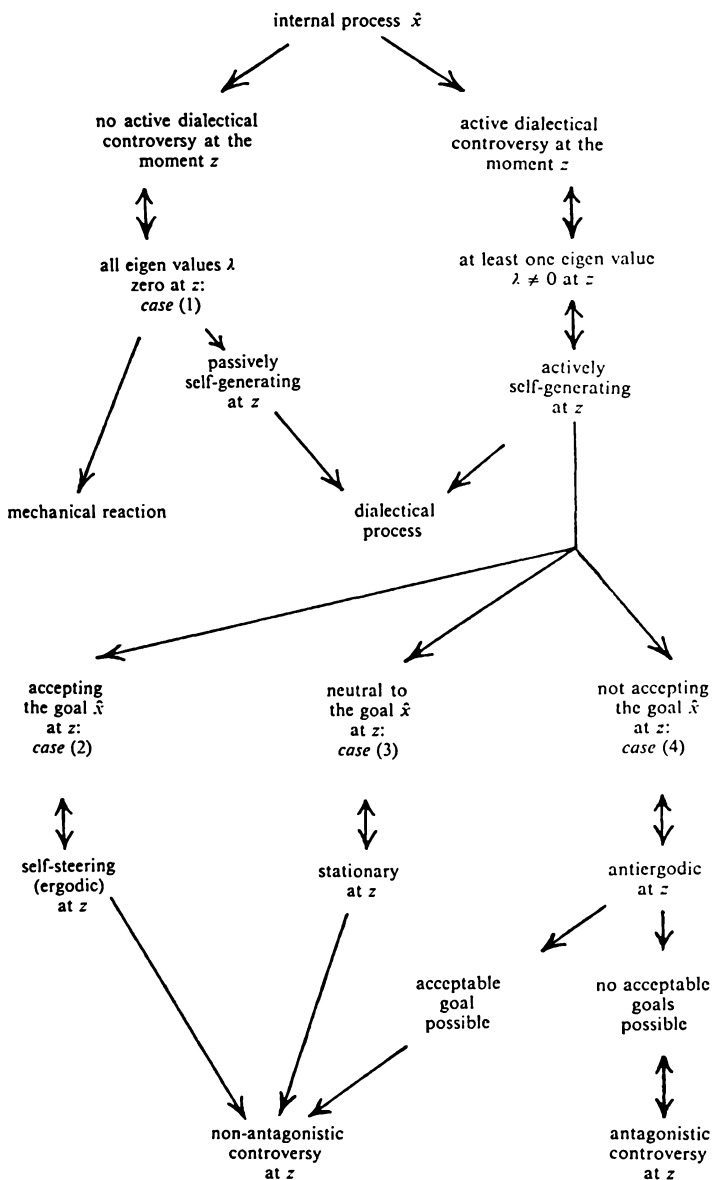 internal process x̂
no active dialectical
controversy at the
moment z
active dialectical
controversy at the
moment z
all eigen values λ
zero at z:
case (1)
at least one eigen value
λ ≠ 0 at z
passively
self-generating
at z
actively
self-generating
at z
mechanical reaction
dialectical
process
accepting
the goal x̂
at z:
case (2)
neutral to
the goal x̂
at z:
case (3)
not accepting
the goal x̂
at z:
case (4)
self-steering
(ergodic)
at z
stationary
at z
antiergodic
at z
acceptable
goal
possible
no acceptable
goals
possible
non-antagonistic
controversy
at z
antagonistic
controversy
at z